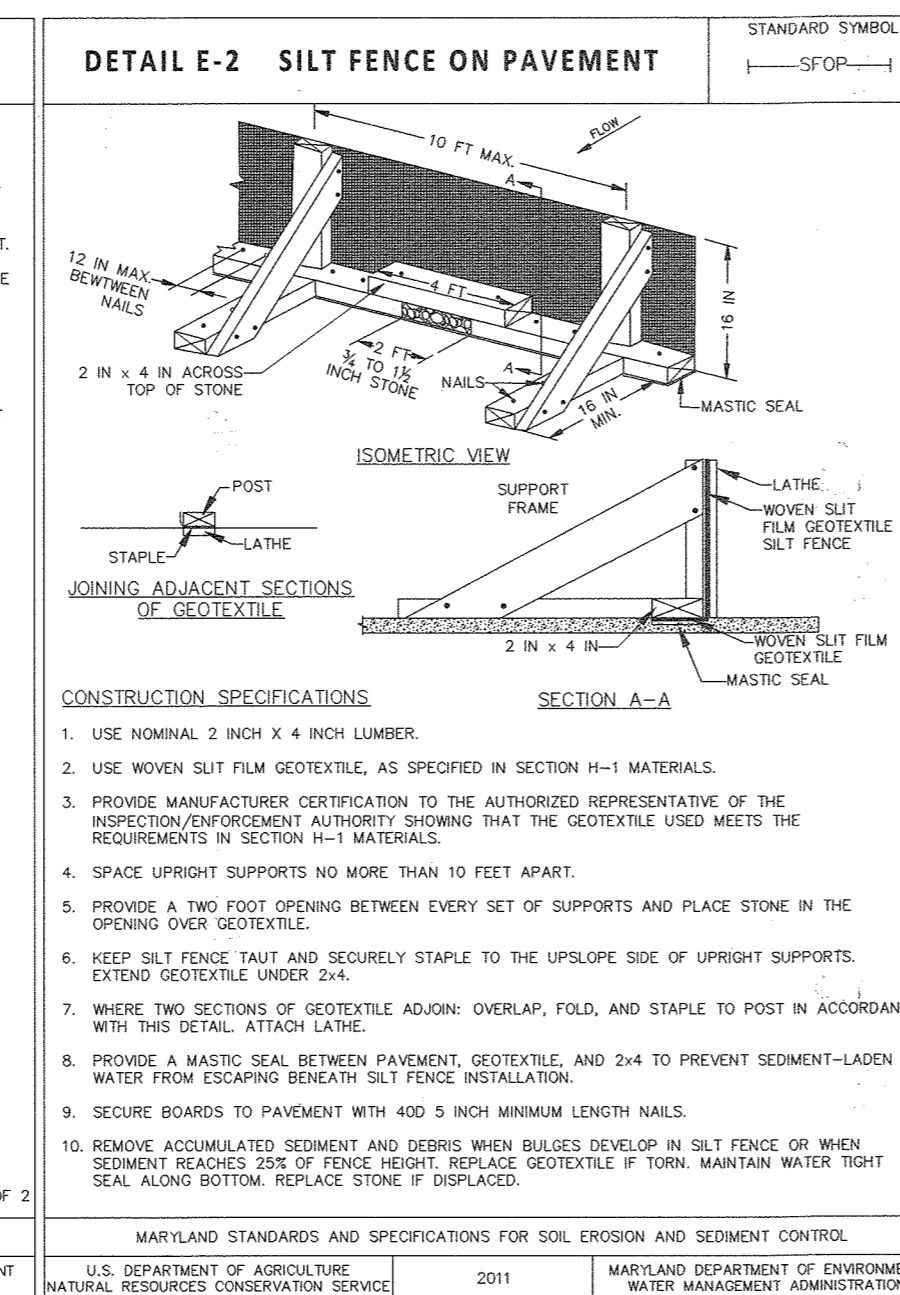 DETAIL E-2 SILT FENCE ON PAVEMENT
STANDARD SYMBOL
SFOP
10 FT MAX.
FLOW
A
T.
E
12 IN MAX.
BEWTWEEN
NAILS
4 FT
16 IN
2 FT
3/4 TO 1 1/2
INCH STONE
2 IN x 4 IN ACROSS
TOP OF STONE
NAILS
A
16 IN
MIN.
MASTIC SEAL
ISOMETRIC VIEW
POST
STAPLE
LATHE
JOINING ADJACENT SECTIONS
OF GEOTEXTILE
SUPPORT
FRAME
LATHE
WOVEN SLIT
FILM GEOTEXTILE
SILT FENCE
2 IN x 4 IN
WOVEN SLIT FILM
GEOTEXTILE
MASTIC SEAL
SECTION A-A
CONSTRUCTION SPECIFICATIONS
1. USE NOMINAL 2 INCH X 4 INCH LUMBER.
2. USE WOVEN SLIT FILM GEOTEXTILE, AS SPECIFIED IN SECTION H-1 MATERIALS.
3. PROVIDE MANUFACTURER CERTIFICATION TO THE AUTHORIZED REPRESENTATIVE OF THE
INSPECTION/ENFORCEMENT AUTHORITY SHOWING THAT THE GEOTEXTILE USED MEETS THE
REQUIREMENTS IN SECTION H-1 MATERIALS.
4. SPACE UPRIGHT SUPPORTS NO MORE THAN 10 FEET APART.
5. PROVIDE A TWO FOOT OPENING BETWEEN EVERY SET OF SUPPORTS AND PLACE STONE IN THE
OPENING OVER GEOTEXTILE.
6. KEEP SILT FENCE TAUT AND SECURELY STAPLE TO THE UPSLOPE SIDE OF UPRIGHT SUPPORTS.
EXTEND GEOTEXTILE UNDER 2x4.
7. WHERE TWO SECTIONS OF GEOTEXTILE ADJOIN: OVERLAP, FOLD, AND STAPLE TO POST IN ACCORDAN
WITH THIS DETAIL. ATTACH LATHE.
8. PROVIDE A MASTIC SEAL BETWEEN PAVEMENT, GEOTEXTILE, AND 2x4 TO PREVENT SEDIMENT-LADEN
WATER FROM ESCAPING BENEATH SILT FENCE INSTALLATION.
9. SECURE BOARDS TO PAVEMENT WITH 40D 5 INCH MINIMUM LENGTH NAILS.
10. REMOVE ACCUMULATED SEDIMENT AND DEBRIS WHEN BULGES DEVELOP IN SILT FENCE OR WHEN
SEDIMENT REACHES 25% OF FENCE HEIGHT. REPLACE GEOTEXTILE IF TORN. MAINTAIN WATER TIGHT
SEAL ALONG BOTTOM. REPLACE STONE IF DISPLACED.
OF 2
MARYLAND STANDARDS AND SPECIFICATIONS FOR SOIL EROSION AND SEDIMENT CONTROL
NT
U.S. DEPARTMENT OF AGRICULTURE
NATURAL RESOURCES CONSERVATION SERVICE
2011
MARYLAND DEPARTMENT OF ENVIRONME
WATER MANAGEMENT ADMINISTRATION